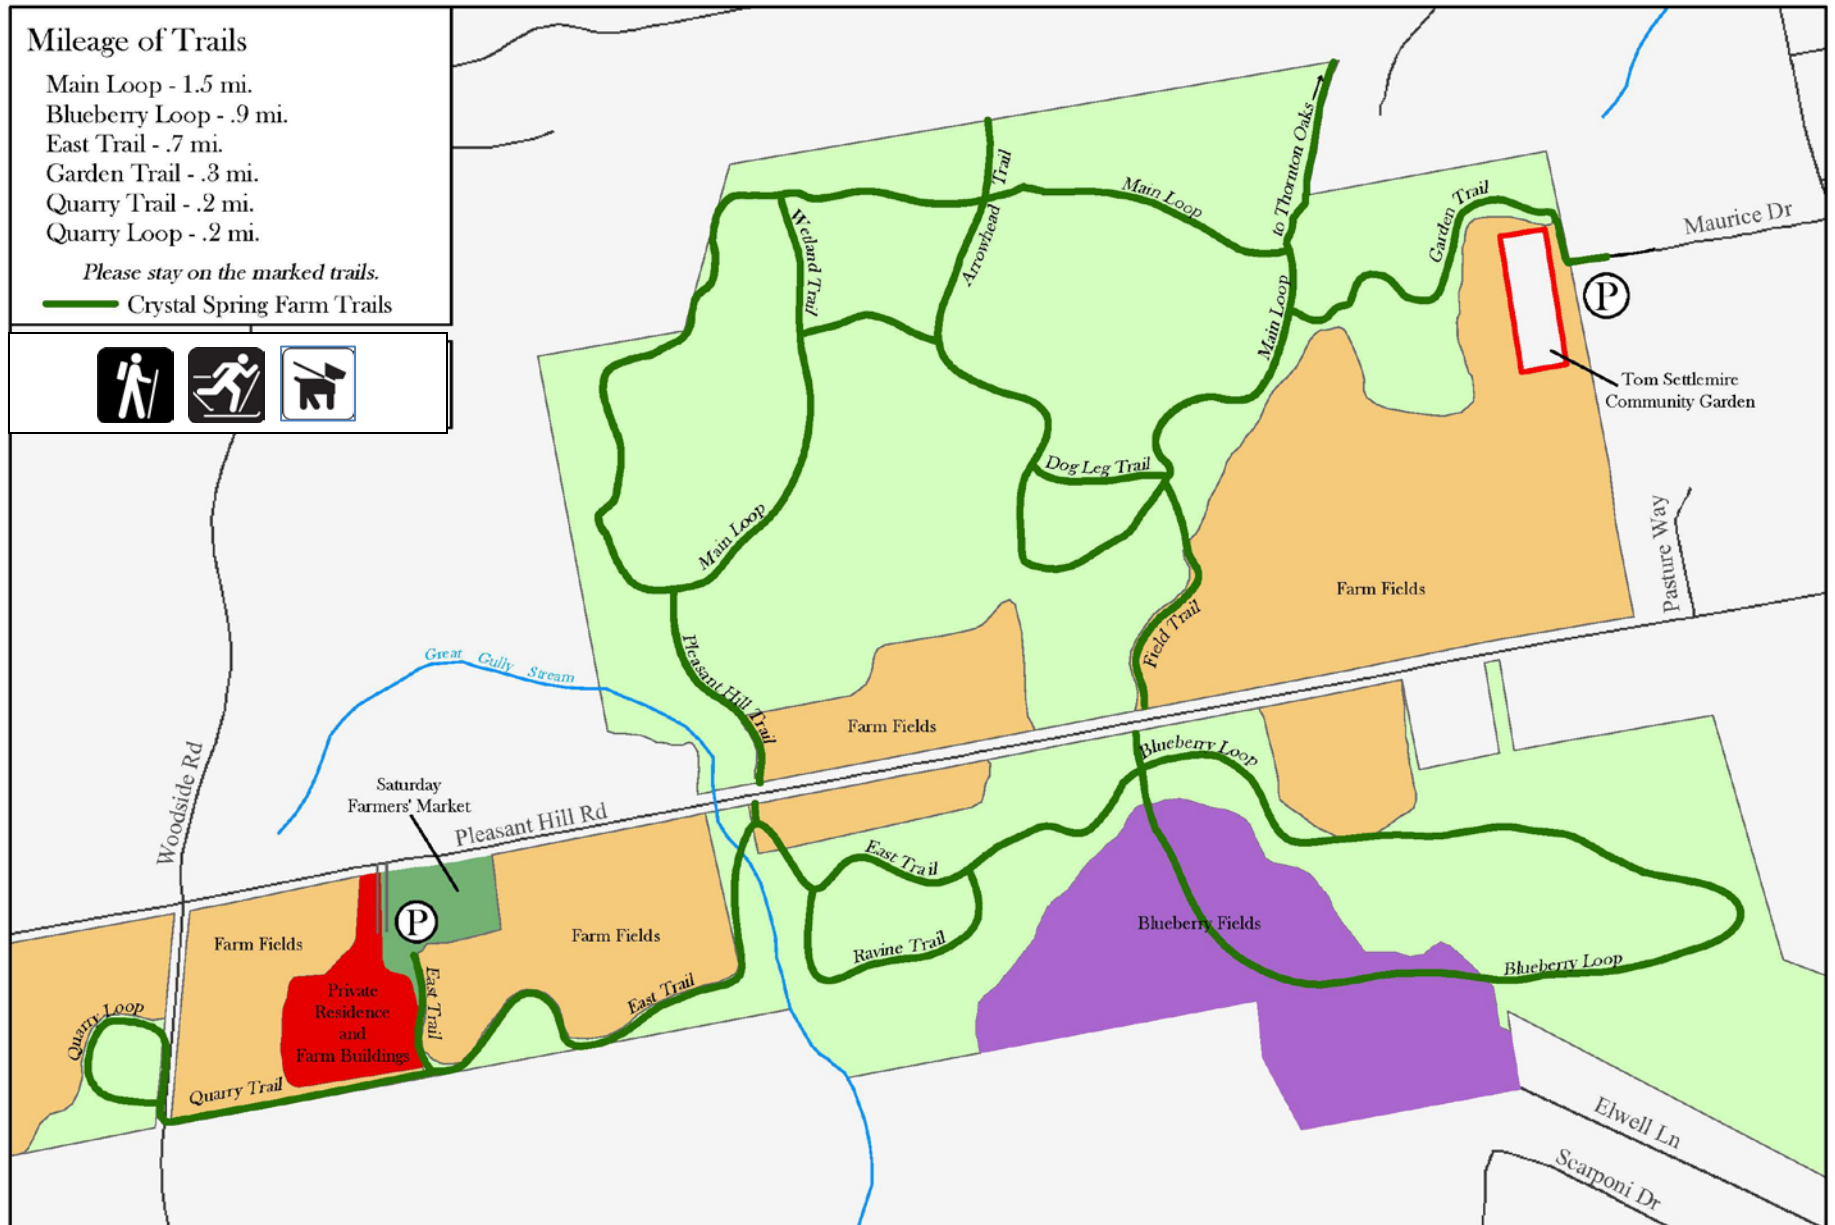 Mileage of Trails
Main Loop - 1.5 mi.
Blueberry Loop - .9 mi.
East Trail - .7 mi.
Garden Trail - .3 mi.
Quarry Trail - .2 mi.
Quarry Loop - .2 mi.
Please stay on the marked trails.
Crystal Spring Farm Trails
to Thornton Oaks
Arrowhead Trail
Main Loop
Garden Trail
Maurice Dr
Wetland Trail
P
Main Loop
Tom Settlemire
Community Garden
Dog Leg Trail
Main Loop
Pasture Way
Farm Fields
Field Trail
Pleasant Hill Trail
Great Gully Stream
Farm Fields
Blueberry Loop
Woodside Rd
Saturday
Farmers' Market
Pleasant Hill Rd
East Trail
P
Farm Fields
Farm Fields
Ravine Trail
Blueberry Fields
Blueberry Loop
East Trail
East Trail
Private
Residence
and
Farm Buildings
Quarry Loop
Quarry Trail
Elwell Ln
Scarponi Dr